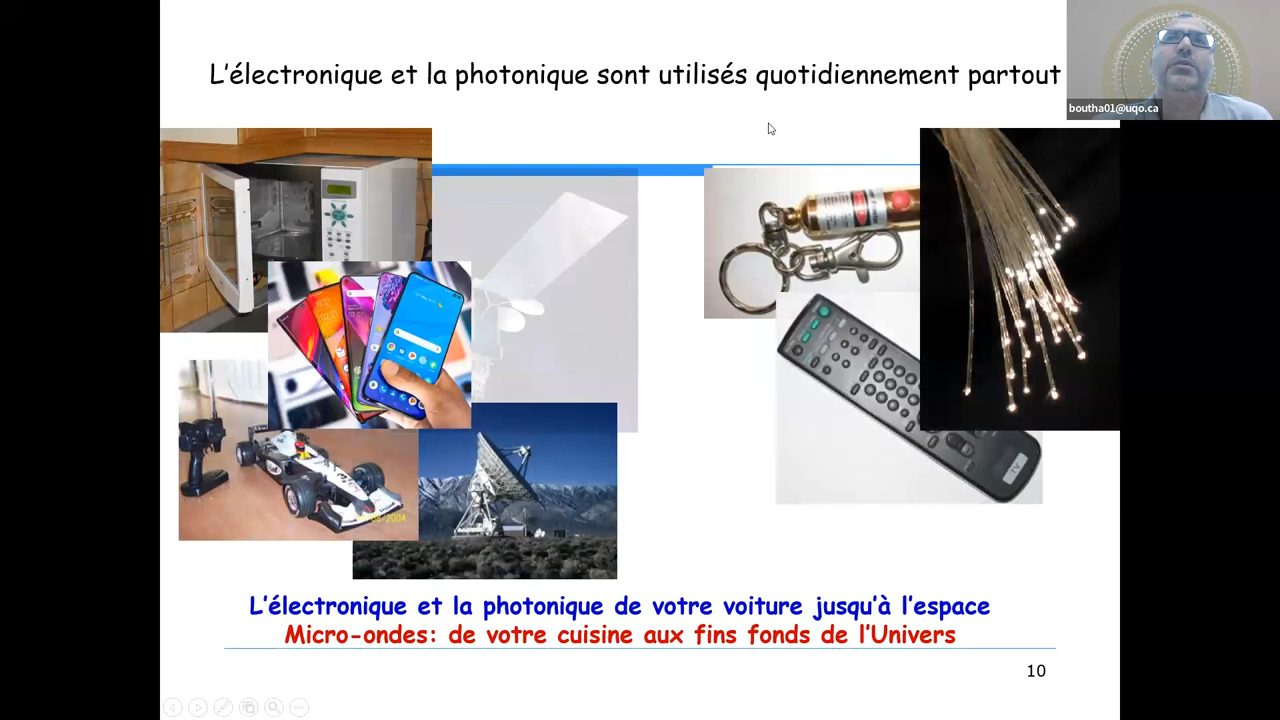 L'électronique et la photonique sont utilisés quotidiennement partout
boutha01@uqo.ca
TV
L'électronique et la photonique de votre voiture jusqu'à l'espace
Micro-ondes: de votre cuisine aux fins fonds de l'Univers
10